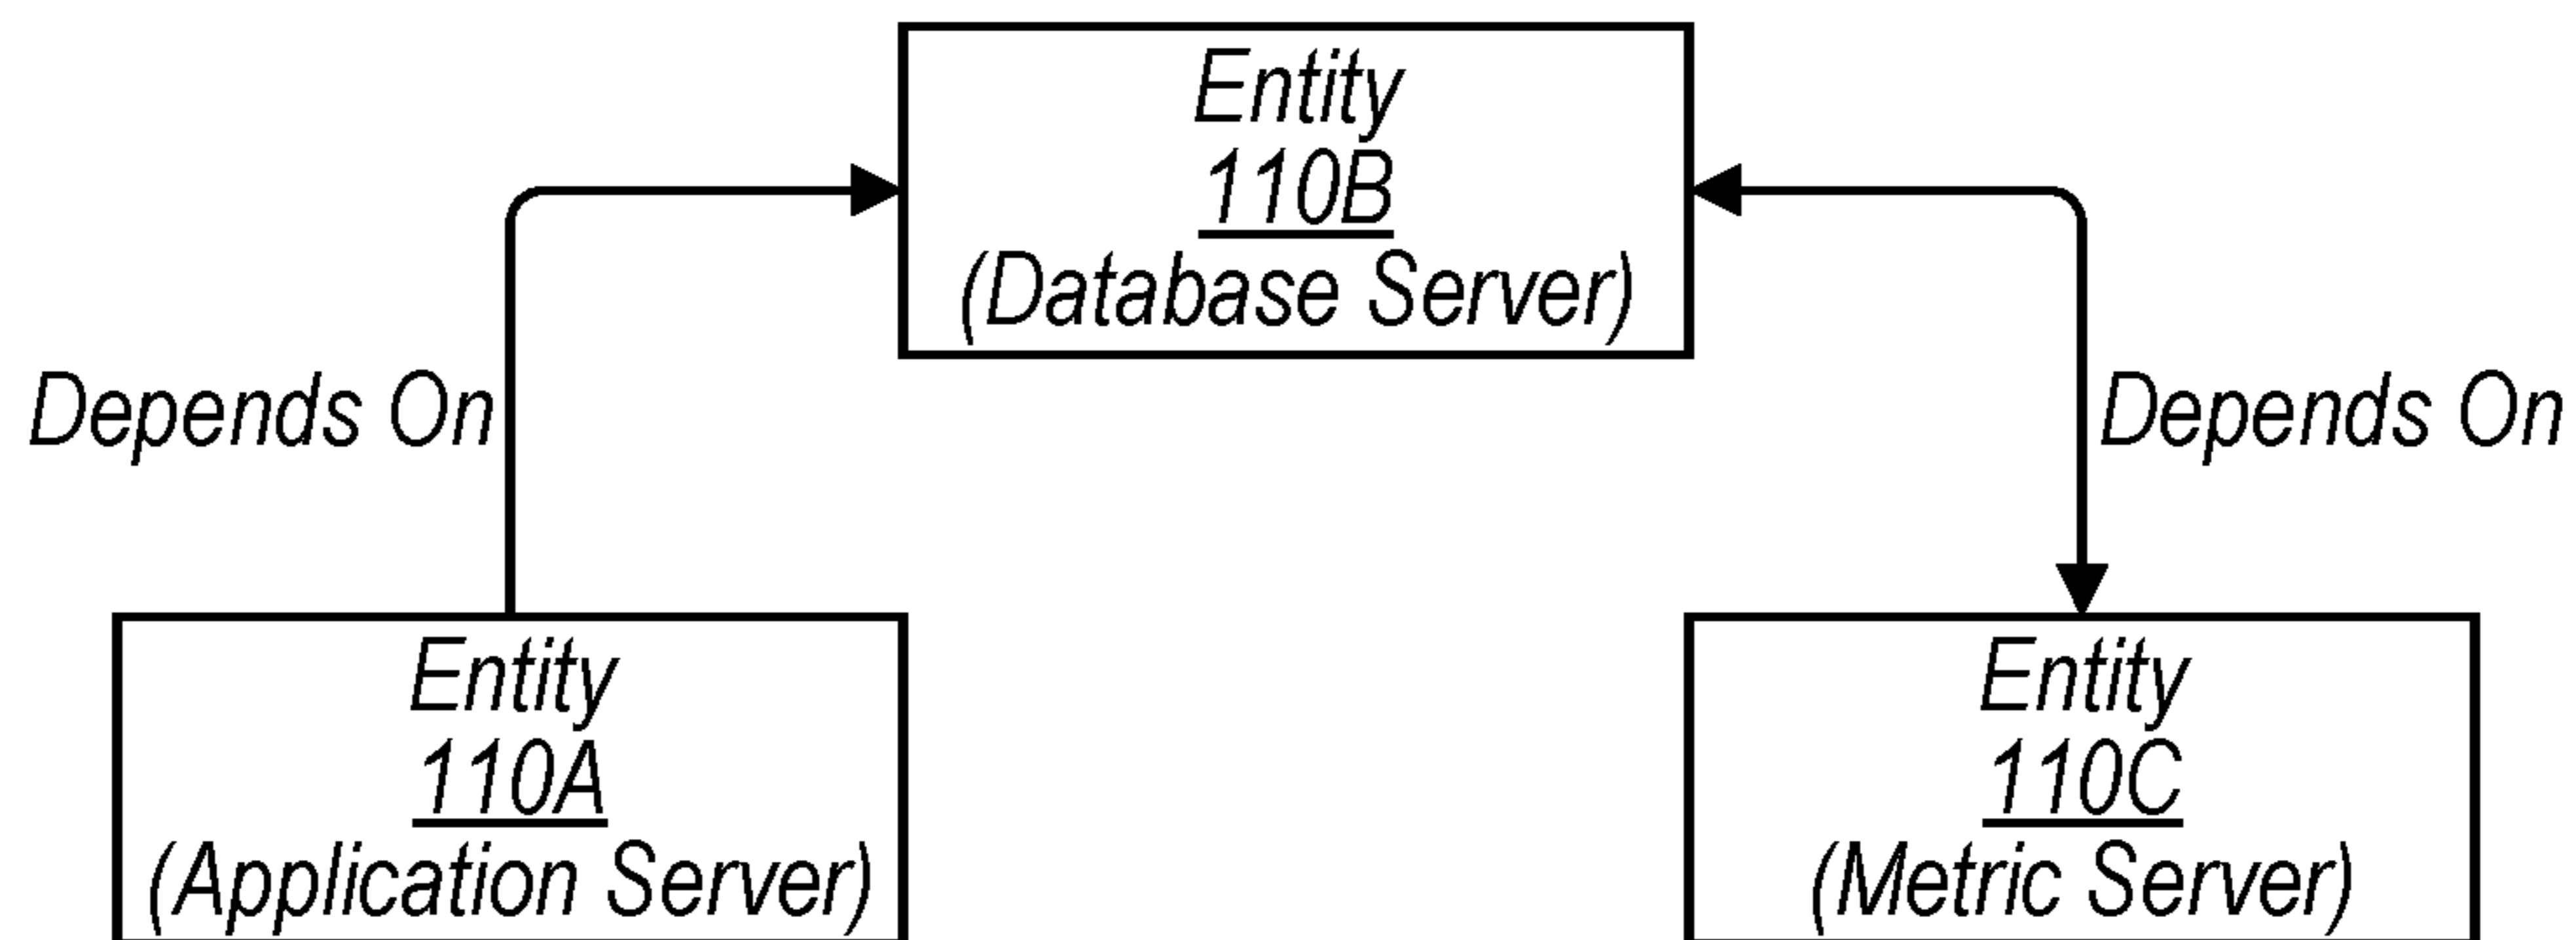 Entity
110B
(Database Server)
Depends On
Depends On
Entity
110A
(Application Server)
Entity
110C
(Metric Server)